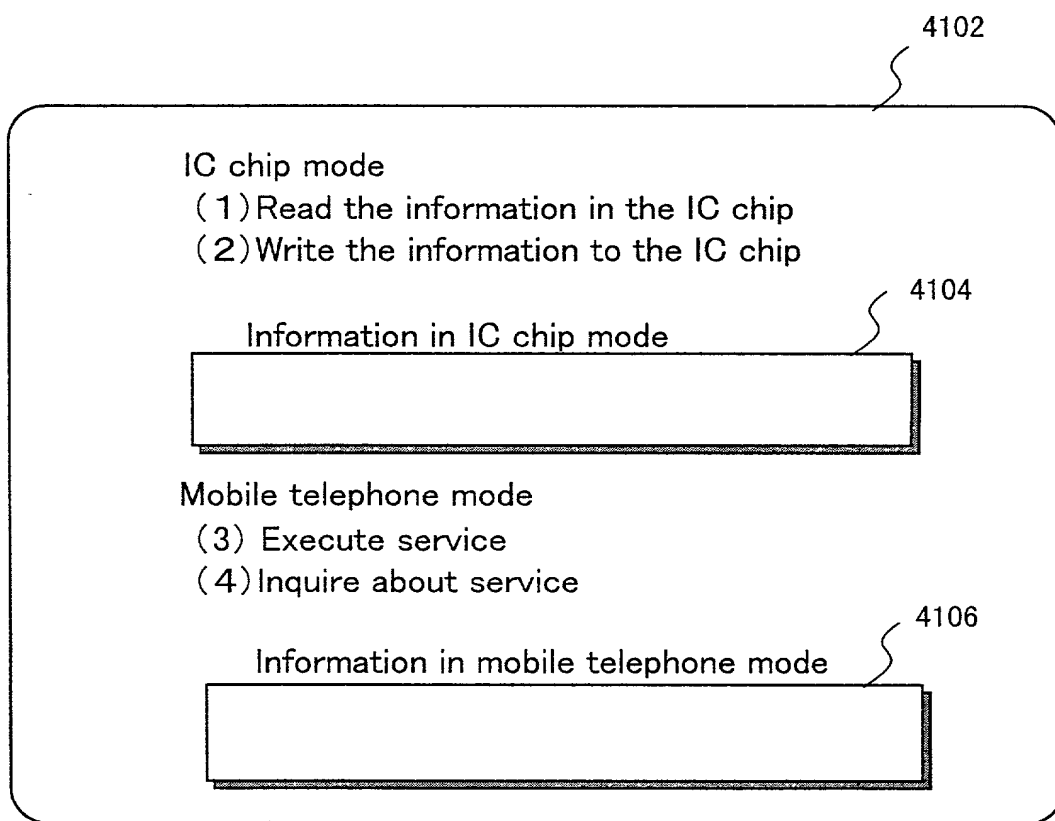 4102
IC chip mode
(1)Read the information in the IC chip
(2)Write the information to the IC chip
4104
Information in IC chip mode
Mobile telephone mode
(3) Execute service
(4)Inquire about service
4106
Information in mobile telephone mode